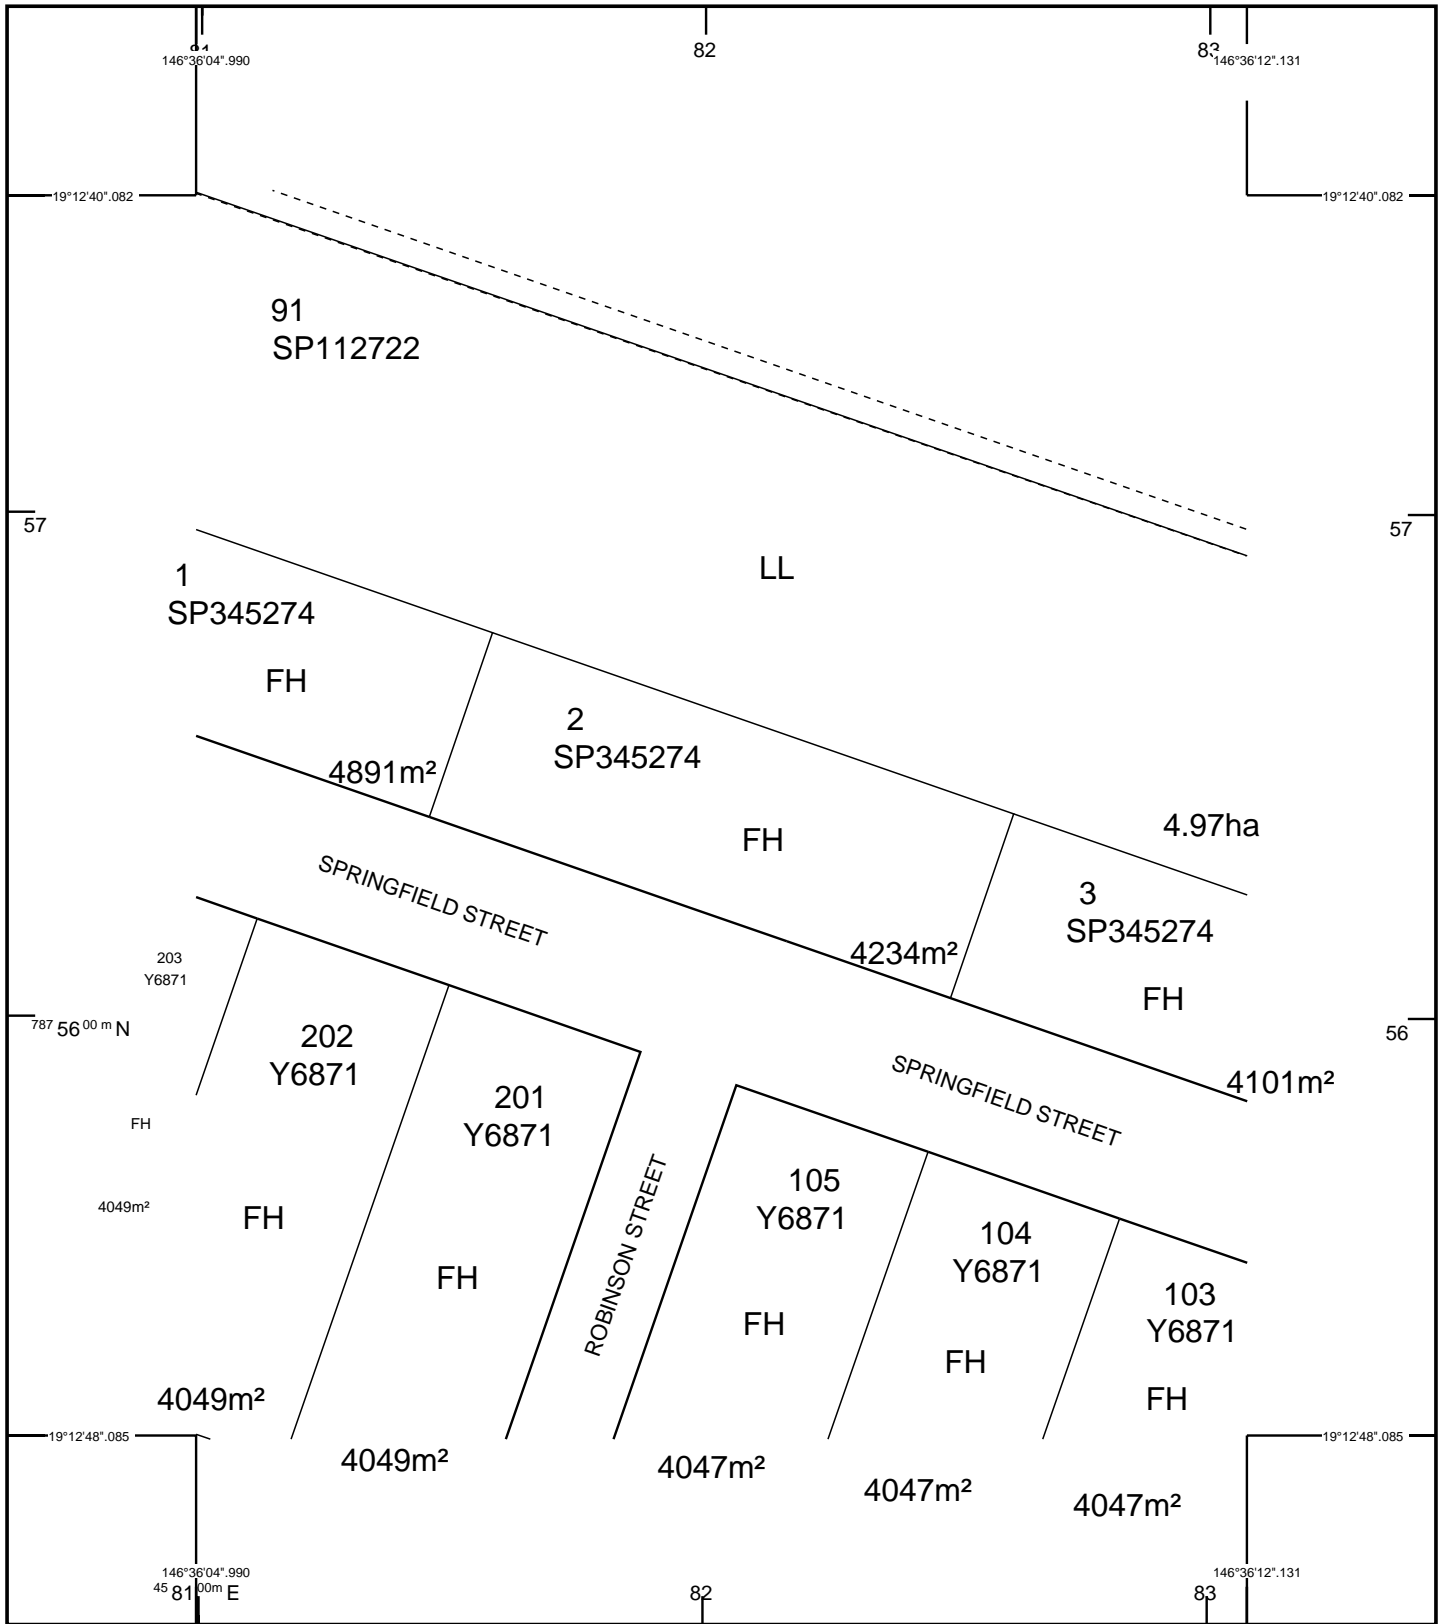 81
82
83
146°36'04".990
146°36'12".131
19°12'40".082
19°12'40".082
91
SP112722
57
57
LL
1
SP345274
FH
2
SP345274
4891m²
FH
4.97ha
SPRINGFIELD STREET
3
SP345274
4234m²
203
Y6871
FH
787 56 00 m N
56
202
Y6871
SPRINGFIELD STREET
4101m²
201
Y6871
FH
ROBINSON STREET
105
Y6871
4049m²
FH
104
Y6871
FH
103
Y6871
FH
FH
FH
4049m²
19°12'48".085
19°12'48".085
4049m²
4047m²
4047m²
4047m²
146°36'04".990
146°36'12".131
45 81 00m E
82
83